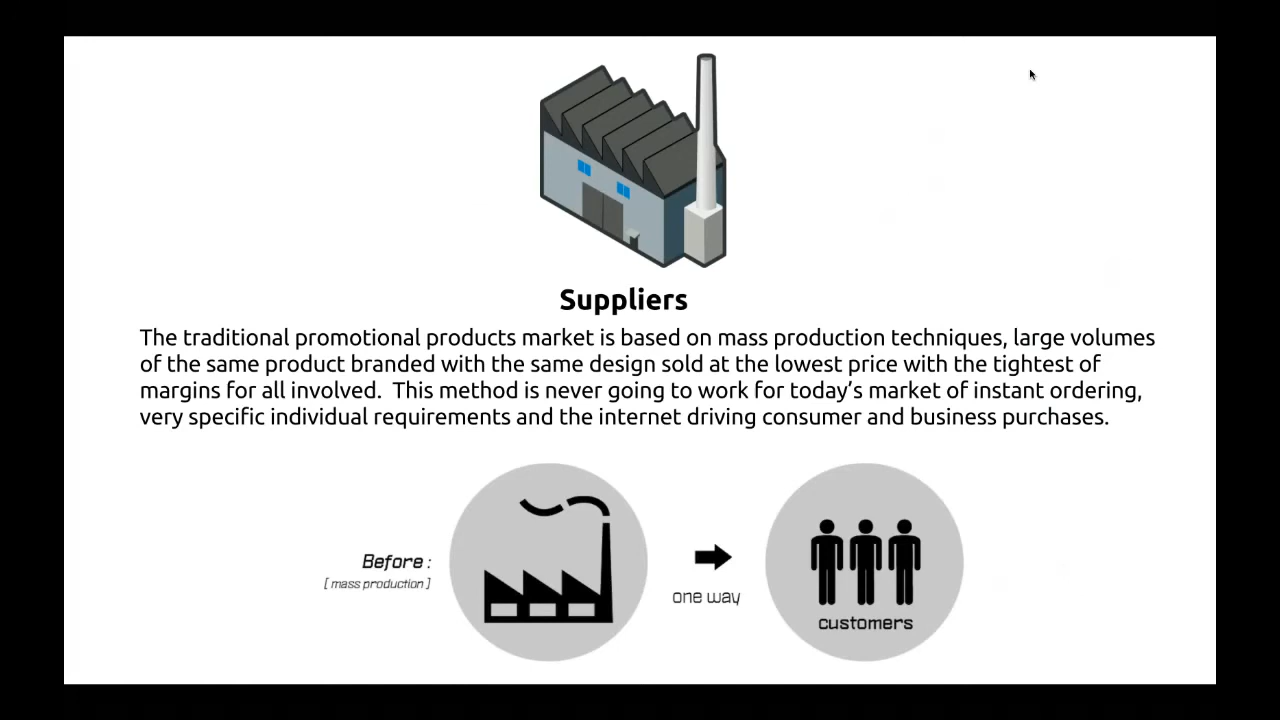 Suppliers
The traditional promotional products market is based on mass production techniques, large volumes
of the same product branded with the same design sold at the lowest price with the tightest of
margins for all involved.  This method is never going to work for today’s market of instant ordering,
very specific individual requirements and the internet driving consumer and business purchases.
Before :
[ mass production ]
one way
customers